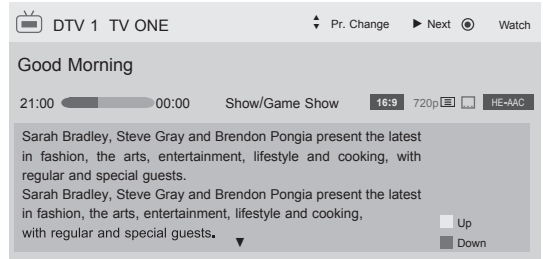 DTV 1 TV ONE Pr. Change Next Watch
Good Morning
21:00 00:00 Show/Game Show 16:9 720p HE-AAC
Sarah Bradley, Steve Gray and Brendon Pongia present the latest
in fashion, the arts, entertainment, lifestyle and cooking, with
regular and special guests.
Sarah Bradley, Steve Gray and Brendon Pongia present the latest
in fashion, the arts, entertainment, lifestyle and cooking,
with regular and special guests.
Up
Down